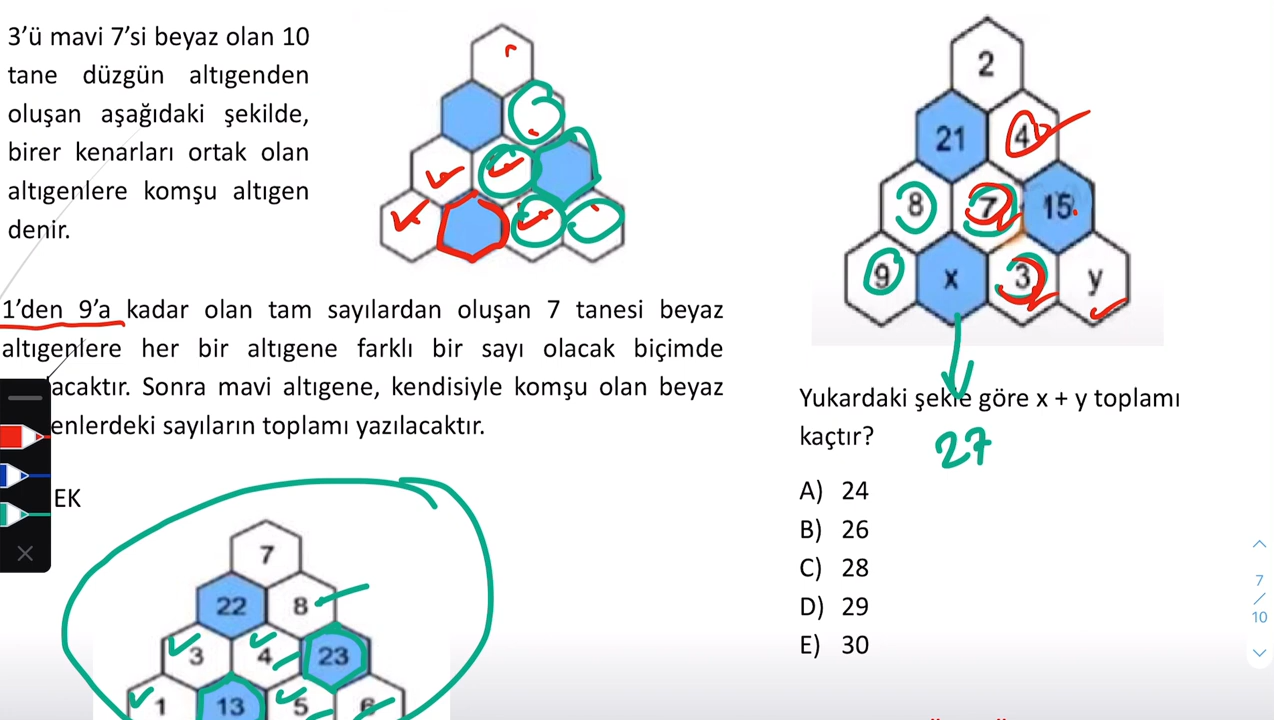 3'ü mavi 7'si beyaz olan 10
tane düzgün altıgenden
oluşan aşağıdaki şekilde,
birer kenarları ortak olan
altıgenlere komşu altıgen
denir.
1'den 9'a kadar olan tam sayılardan oluşan 7 tanesi beyaz
altıgenlere her bir altıgene farklı bir sayı olacak biçimde
lacaktır. Sonra mavi altıgene, kendisiyle komşu olan beyaz
enlerdeki sayıların toplamı yazılacaktır.
EK
7
22 8
3 4 23
1 13 5 6
2
21 4
8 7 15
9 x 3 y
Yukardaki şekle göre x + y toplamı
kaçtır?
27
A) 24
B) 26
C) 28
D) 29
E) 30
7
/
10